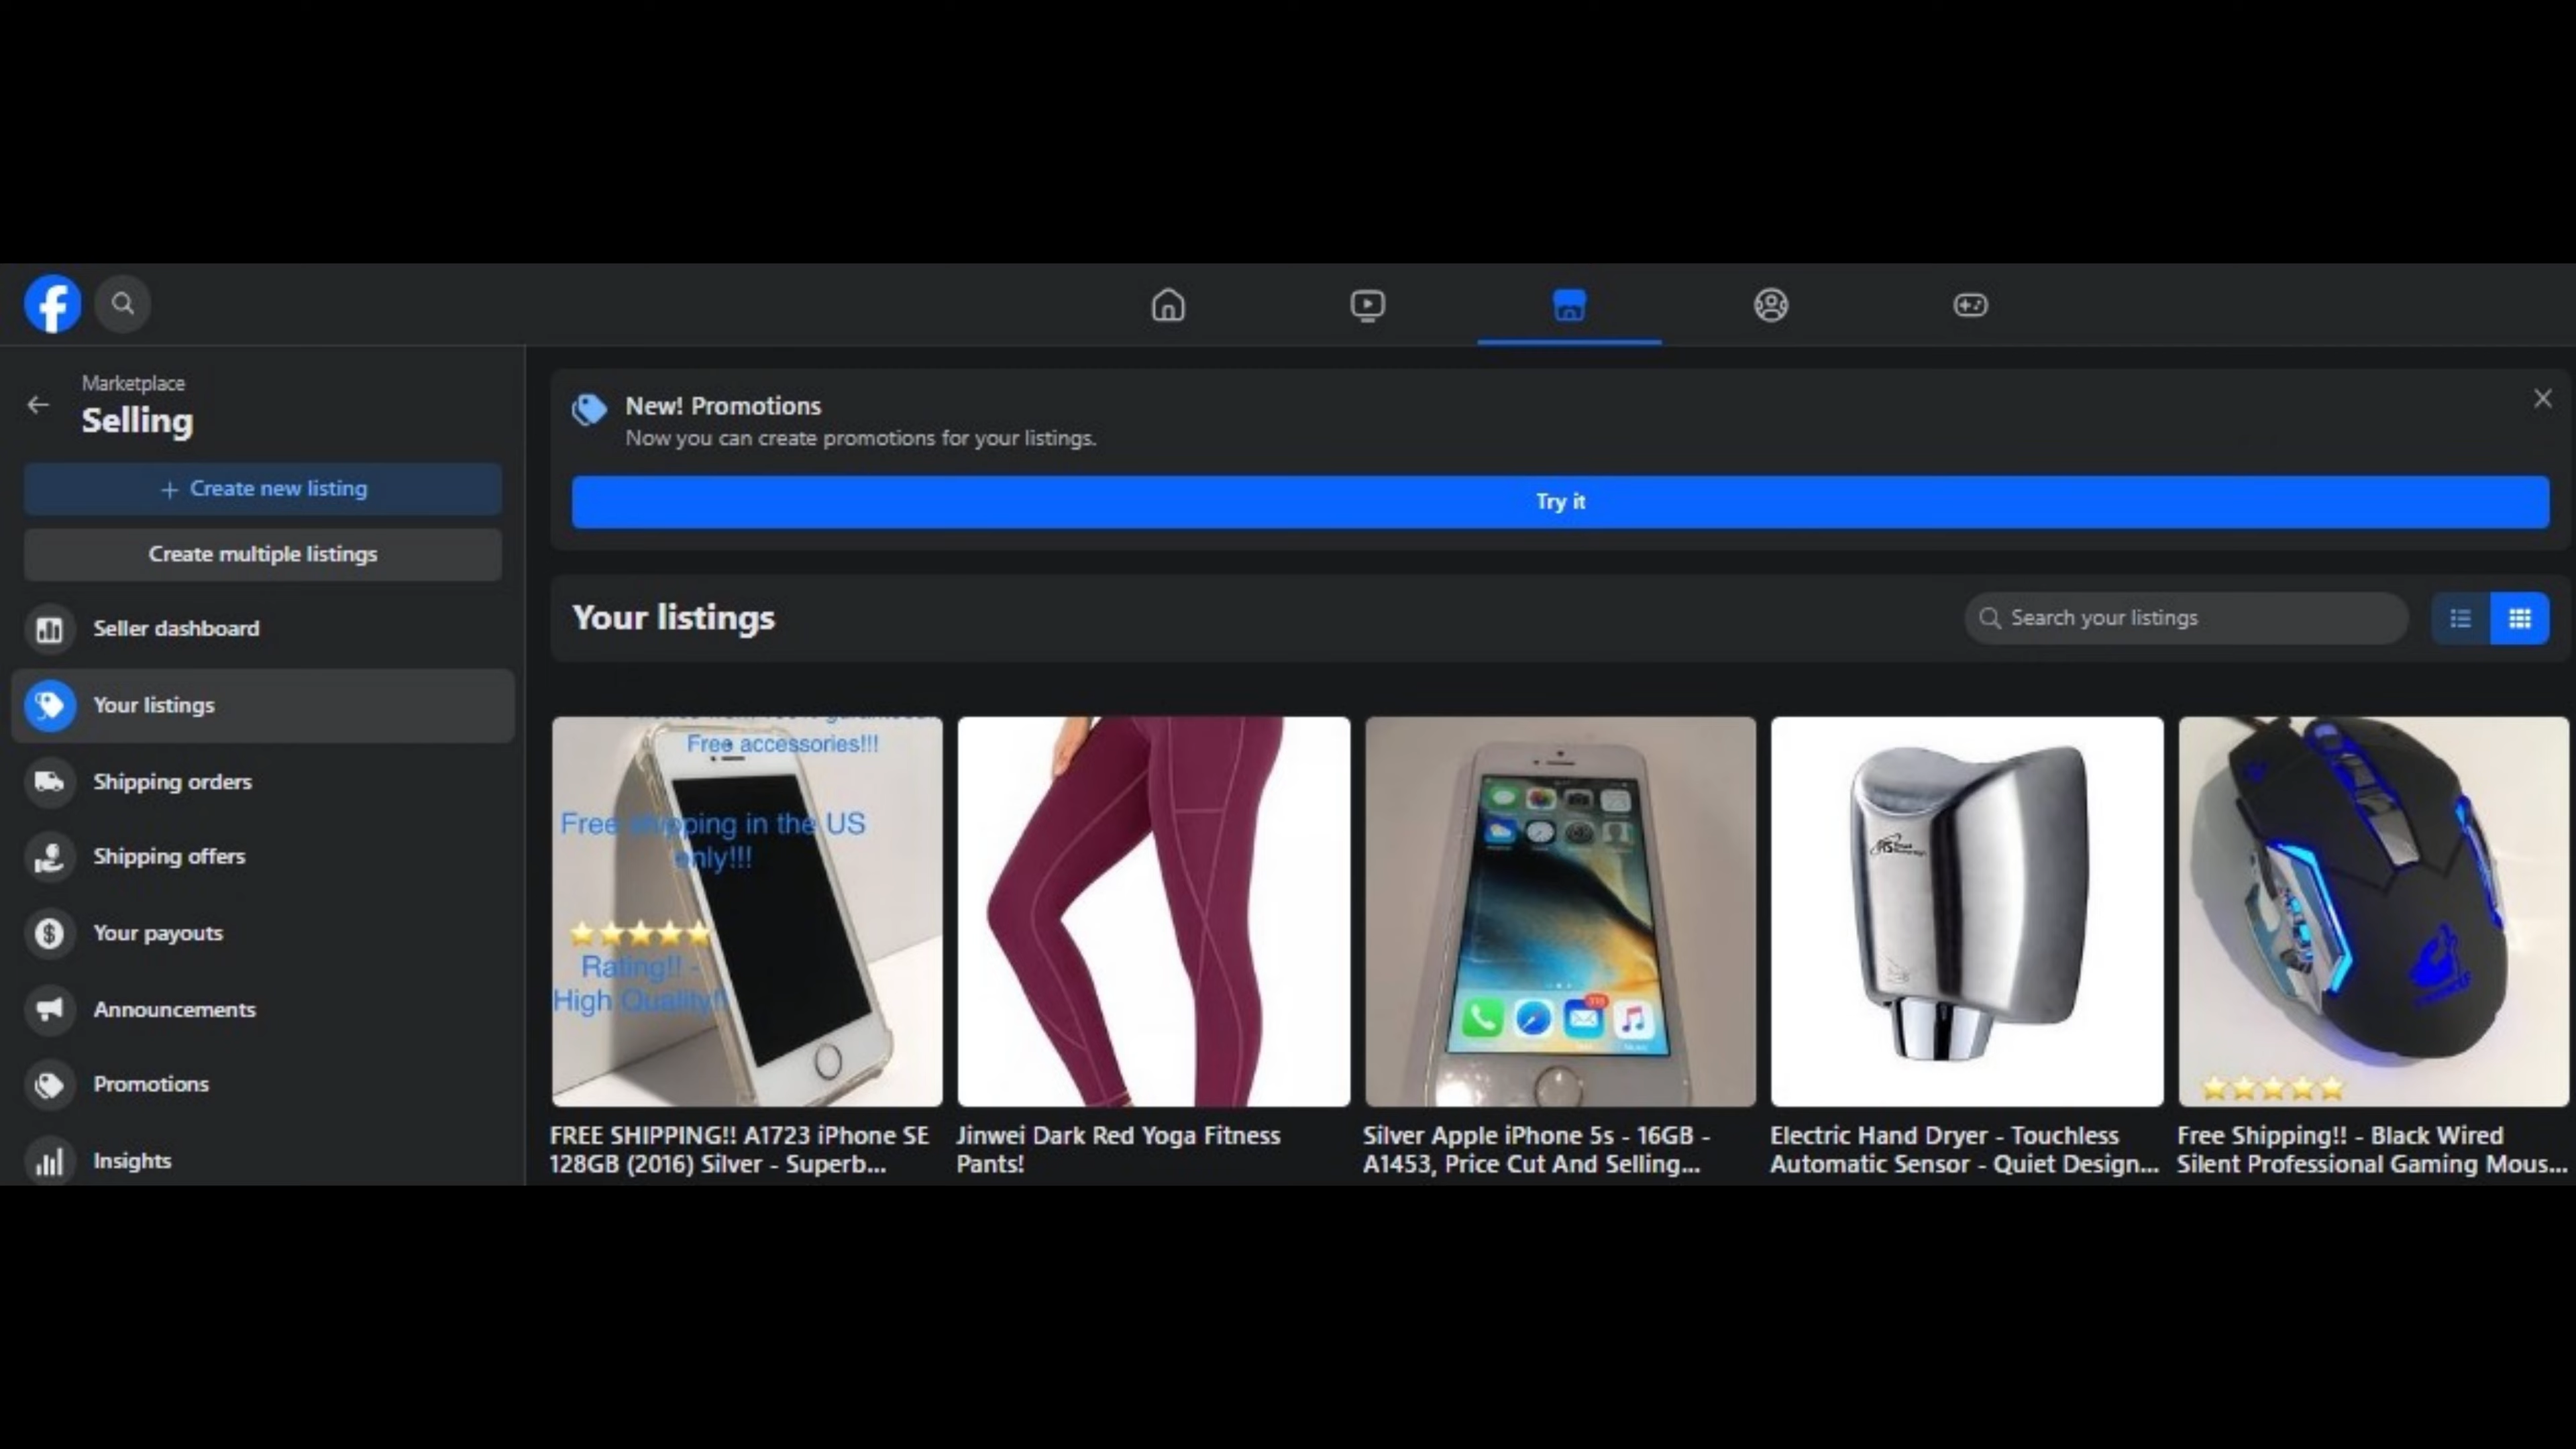 Marketplace
Selling
+ Create new listing
Create multiple listings
Seller dashboard
Your listings
Shipping orders
Shipping offers
Your payouts
Announcements
Promotions
Insights
New! Promotions
Now you can create promotions for your listings.
Try it
Your listings
Search your listings
Free accessories!!!
Free shipping in the US
only!!!
Rating!! -
High Quality!!
FREE SHIPPING!! A1723 iPhone SE
128GB (2016) Silver - Superb...
Jinwei Dark Red Yoga Fitness
Pants!
Silver Apple iPhone 5s - 16GB -
A1453, Price Cut And Selling...
Electric Hand Dryer - Touchless
Automatic Sensor - Quiet Design...
Free Shipping!! - Black Wired
Silent Professional Gaming Mous...